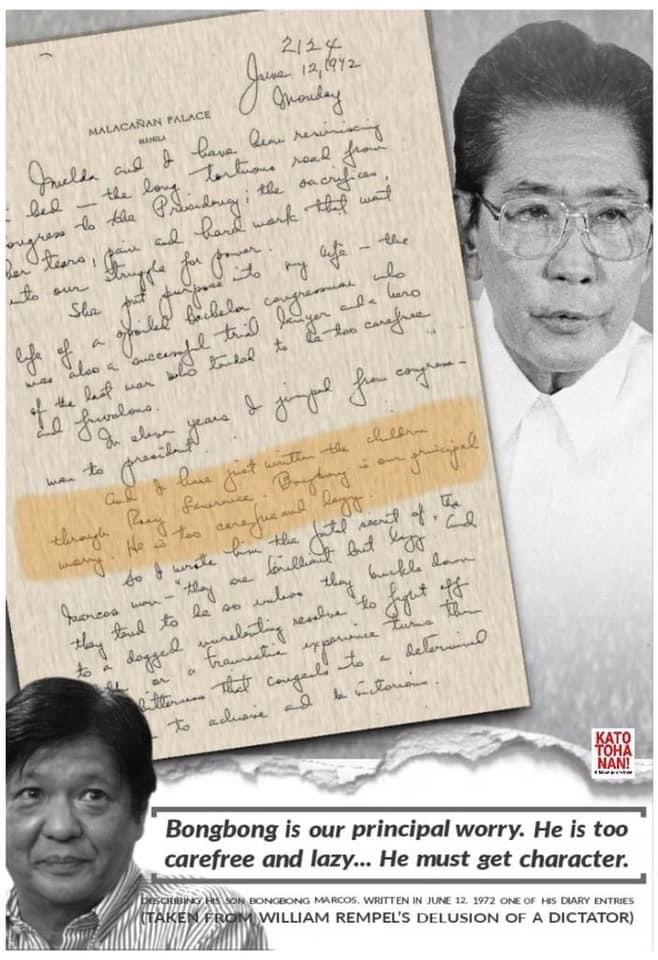 2124
June 12, 1972
Monday
MALACAÑAN PALACE
MANILA
Imelda and I have been reminiscing
bed — the long tortuous road from
ongress to the Presidency; the sacrifices,
her tears, pain and hard work that went
into our struggle for power.
She put purpose into my life — the
life of a spoiled bachelor congressman who
was also a successful trial lawyer and a hero
of the last war who tended to be too carefree
and frivolous.
In eleven years I jumped from congress-
man to president.
And I have just written the children
through Rony Bongbong is our principal
worry. He is too carefree and lazy.
So I wrote him the fatal secret of the
Marcos men — "they are brilliant but lazy. And
they tend to be so unless they buckle down
to a dogged unrelenting resolve to fight off
or a traumatic experience turns them
bitterness that congeals to a determined
to achieve and be victorious.
KATO
TOHA
NAN!
Bongbong is our principal worry. He is too
carefree and lazy... He must get character.
DESCRIBING HIS SON BONGBONG MARCOS. WRITTEN IN JUNE 12, 1972 ONE OF HIS DIARY ENTRIES
(TAKEN FROM WILLIAM REMPEL'S DELUSION OF A DICTATOR)